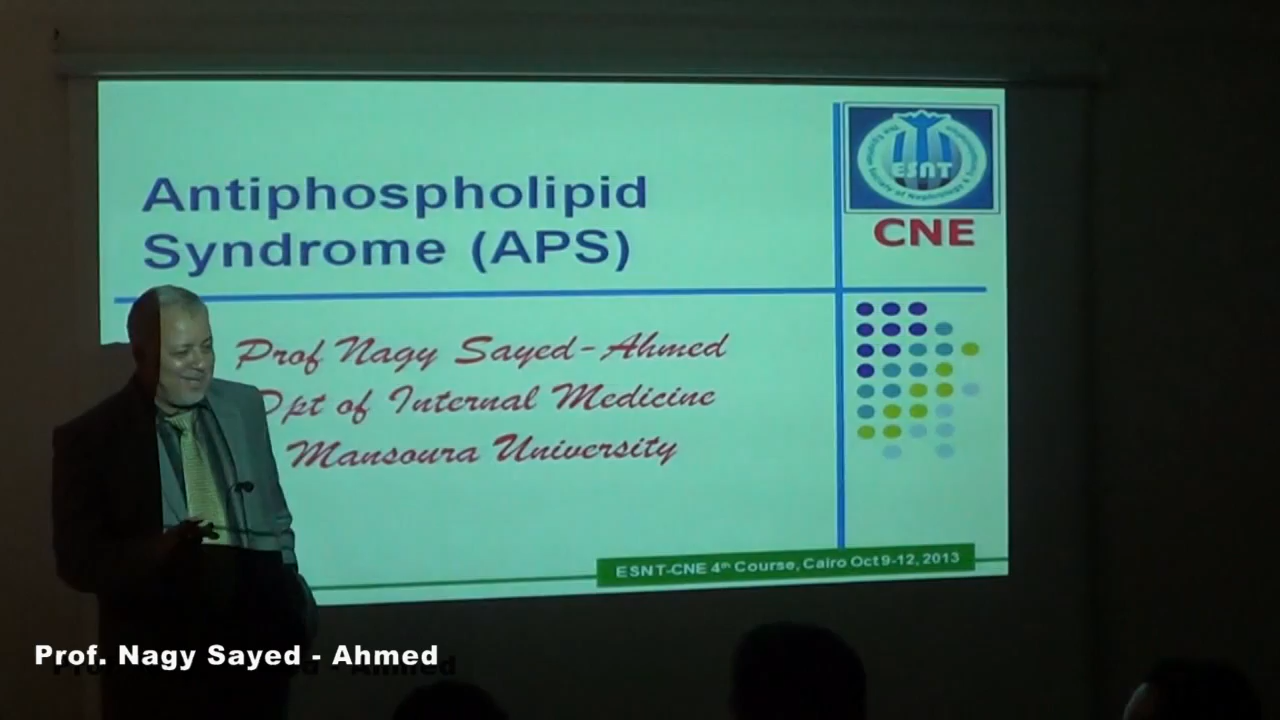 Antiphospholipid
Syndrome (APS)
ESNT
CNE
Prof Nagy Sayed-Ahmed
Dpt of Internal Medicine
Mansoura University
ESNT-CNE 4th Course, Cairo Oct 9-12, 2013
Prof. Nagy Sayed - Ahmed